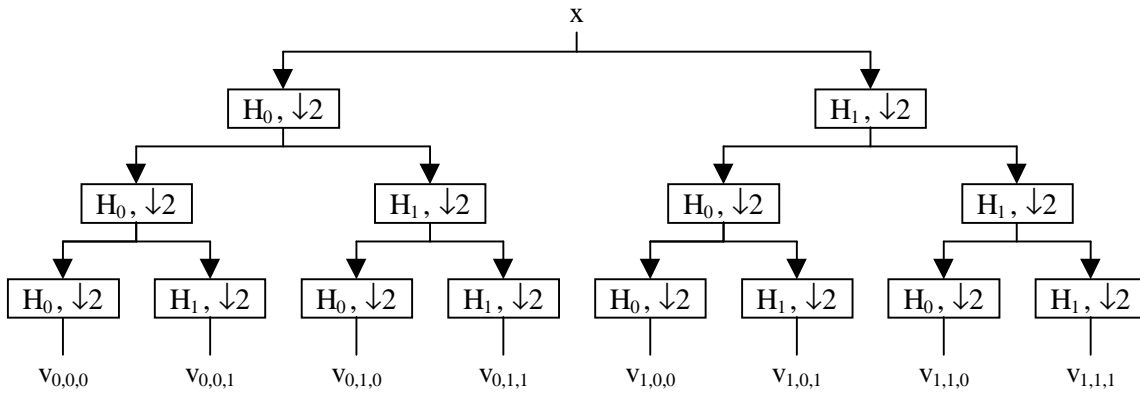 x
H₀, ↓2 H₁, ↓2
H₀, ↓2 H₁, ↓2 H₀, ↓2 H₁, ↓2
H₀, ↓2 H₁, ↓2 H₀, ↓2 H₁, ↓2 H₀, ↓2 H₁, ↓2 H₀, ↓2 H₁, ↓2
v₀,₀,₀ v₀,₀,₁ v₀,₁,₀ v₀,₁,₁ v₁,₀,₀ v₁,₀,₁ v₁,₁,₀ v₁,₁,₁